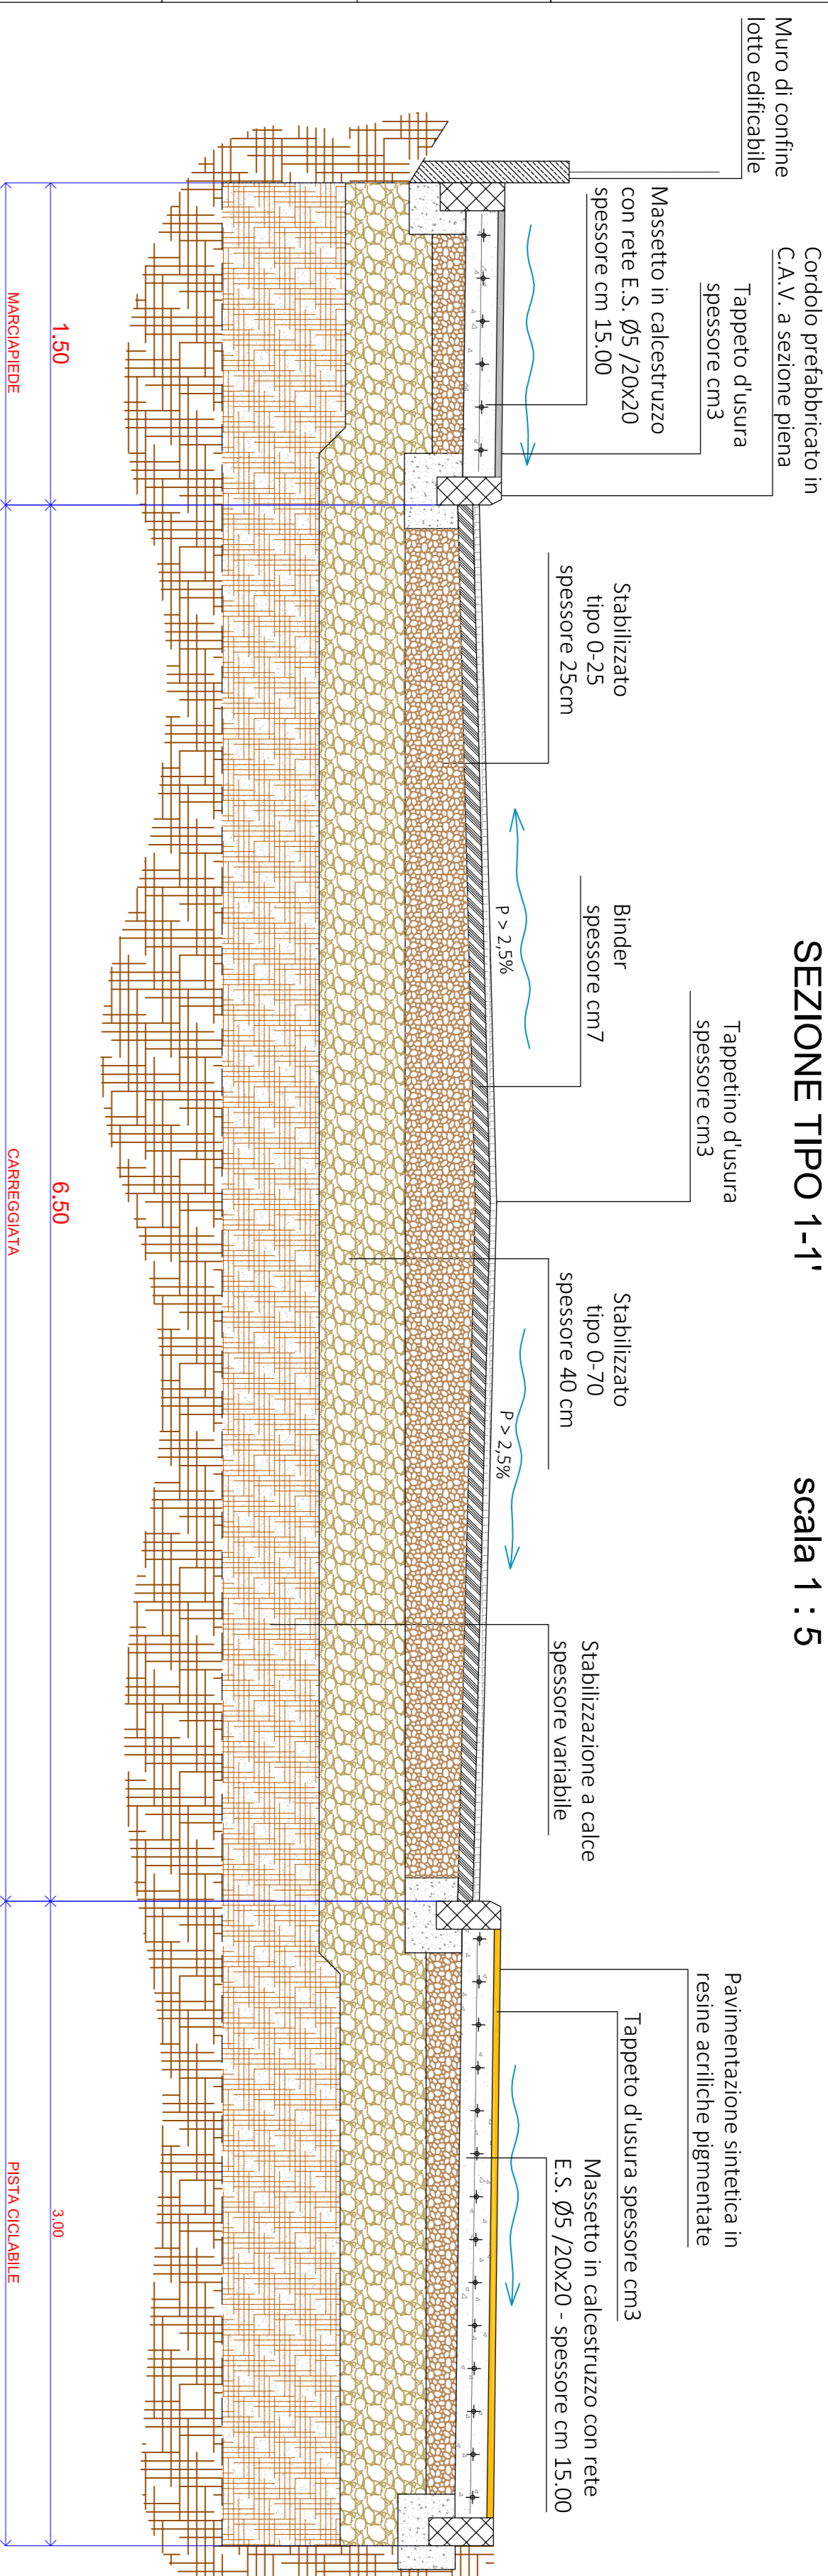 SEZIONE TIPO 1-1'
scala 1 : 5
Muro di confine
lotto edificabile
Cordolo prefabbricato in
C.A.V. a sezione piena
Tappeto d'usura
spessore cm3
Massetto in calcestruzzo
con rete E.S. Ø5 /20x20
spessore cm 15.00
Stabilizzato
tipo 0-25
spessore 25cm
Binder
spessore cm7
Tappetino d'usura
spessore cm3
Stabilizzato
tipo 0-70
spessore 40 cm
Stabilizzazione a calce
spessore variabile
Pavimentazione sintetica in
resine acriliche pigmentate
Tappeto d'usura spessore cm3
Massetto in calcestruzzo con rete
E.S. Ø5 /20x20 - spessore cm 15.00
P > 2,5%
P > 2,5%
1.50
6.50
3.00
MARCIAPIEDE
CARREGGIATA
PISTA CICLABILE